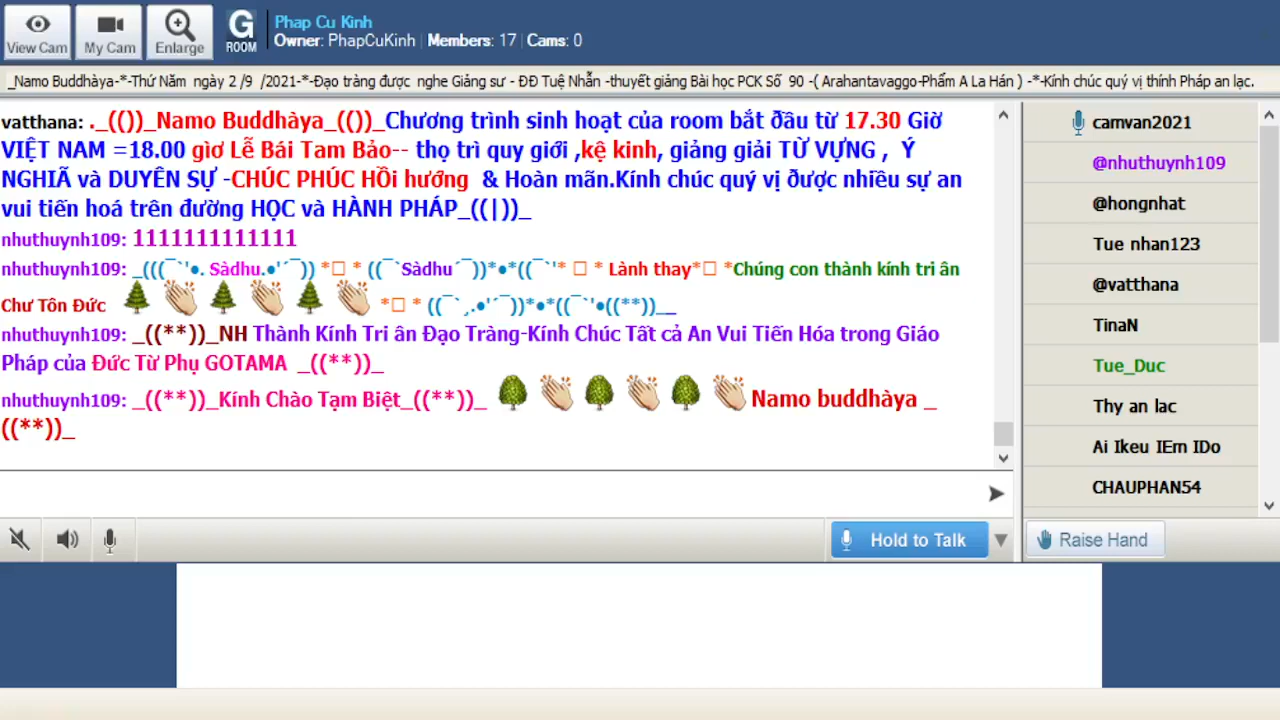 View Cam
My Cam
Enlarge
G
ROOM
Phap Cu Kinh
Owner: PhapCuKinh | Members: 17 | Cams: 0
_Namo Buddhàya-*-Thứ Năm ngày 2 /9 /2021-*-Đạo tràng được nghe Giảng sư - ĐĐ Tuệ Nhẫn -thuyết giảng Bài học PCK Số 90 -( Arahantavaggo-Phẩm A La Hán ) -*-Kính chúc quý vị thính Pháp an lạc.
vatthana: ._(())_Namo Buddhàya_(())_Chương trình sinh hoạt của room bắt ðầu từ 17.30 Giờ
VIỆT NAM =18.00 giờ Lễ Bái Tam Bảo-- thọ trì quy giới ,kệ kinh, giảng giải TỪ VỰNG , Ý
NGHIÃ và DUYÊN SỰ -CHÚC PHÚC HỒi hướng & Hoàn mãn.Kính chúc quý vị ðược nhiều sự an
vui tiến hoá trên đường HỌC và HÀNH PHÁP_((|))_
nhuthuynh109: 1111111111111
nhuthuynh109: _(((¯`'•. Sàdhu.•'´¯)) *□ * ((¯`Sàdhu´¯))*•*((¯`'* □ * Lành thay*□ *Chúng con thành kính tri ân
Chư Tôn Đức 🌲 👏 🌲 👏 🌲 👏 *□ * ((¯`¸.•'´¯))*•*((¯`'•((**))__
nhuthuynh109: _((**))_NH Thành Kính Tri ân Đạo Tràng-Kính Chúc Tất cả An Vui Tiến Hóa trong Giáo
Pháp của Đức Từ Phụ GOTAMA _((**))_
nhuthuynh109: _((**))_Kính Chào Tạm Biệt_((**))_ 🌳 👏 🌳 👏 🌳 👏 Namo buddhàya _
((**))_
Hold to Talk
camvan2021
@nhuthuynh109
@hongnhat
Tue nhan123
@vatthana
TinaN
Tue_Duc
Thy an lac
Ai Ikeu IEm IDo
CHAUPHAN54
Raise Hand